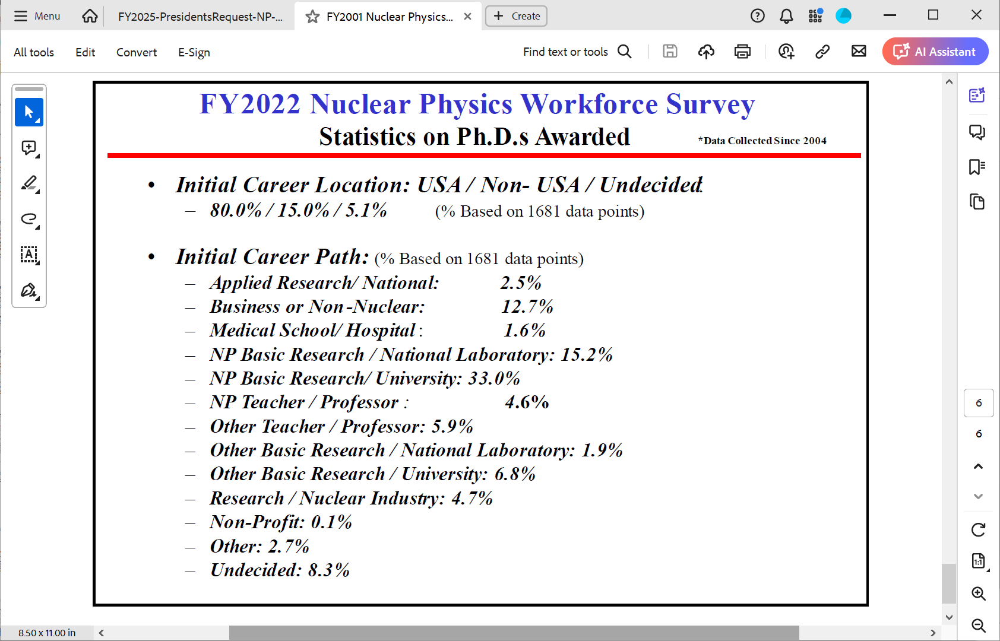 Menu
FY2025-PresidentsRequest-NP-...
FY2001 Nuclear Physics...
Create
All tools
Edit
Convert
E-Sign
Find text or tools
AI Assistant
FY2022 Nuclear Physics Workforce Survey
Statistics on Ph.D.s Awarded
*Data Collected Since 2004
• Initial Career Location: USA / Non- USA / Undecided:
– 80.0% / 15.0% / 5.1% (% Based on 1681 data points)
• Initial Career Path: (% Based on 1681 data points)
– Applied Research/ National: 2.5%
– Business or Non-Nuclear: 12.7%
– Medical School/ Hospital : 1.6%
– NP Basic Research / National Laboratory: 15.2%
– NP Basic Research/ University: 33.0%
– NP Teacher / Professor : 4.6%
– Other Teacher / Professor: 5.9%
– Other Basic Research / National Laboratory: 1.9%
– Other Basic Research / University: 6.8%
– Research / Nuclear Industry: 4.7%
– Non-Profit: 0.1%
– Other: 2.7%
– Undecided: 8.3%
6
6
1:1
8.50 x 11.00 in